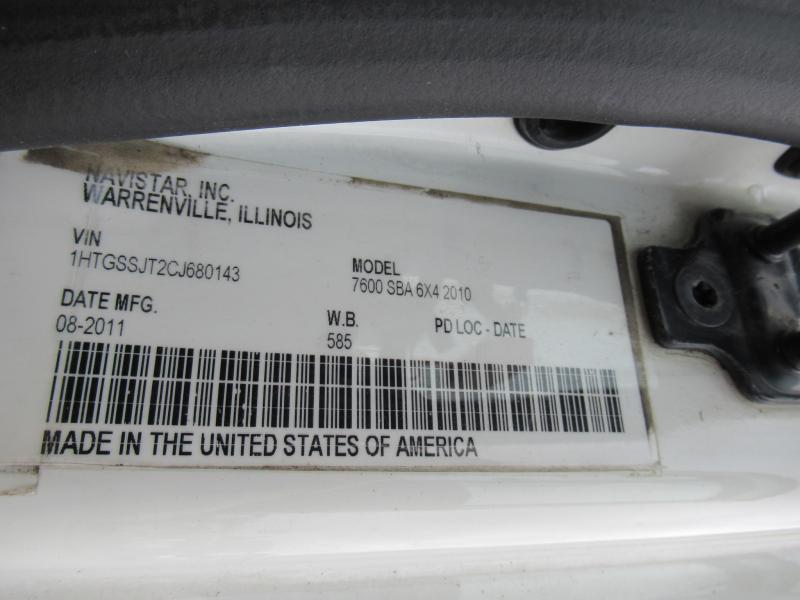 NAVISTAR, INC.
WARRENVILLE, ILLINOIS
VIN
1HTGSSJT2CJ680143
MODEL
7600 SBA 6X4 2010
DATE MFG.
08-2011
W.B.
585
PD LOC - DATE
MADE IN THE UNITED STATES OF AMERICA